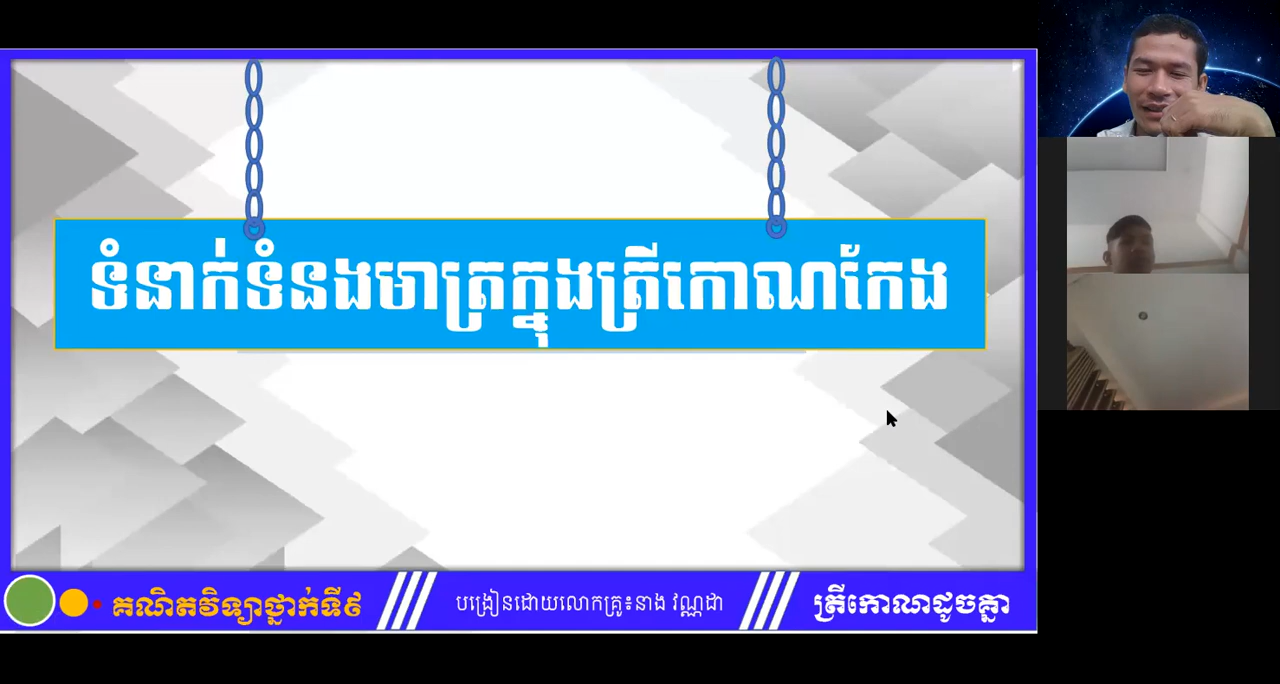 ទំនាក់ទំនងមាត្រក្នុងត្រីកោណកែង
គណិតវិទ្យាថ្នាក់ទី៩
បង្រៀនដោយលោកគ្រូ៖នាង វណ្ណដា
ត្រីកោណដូចគ្នា